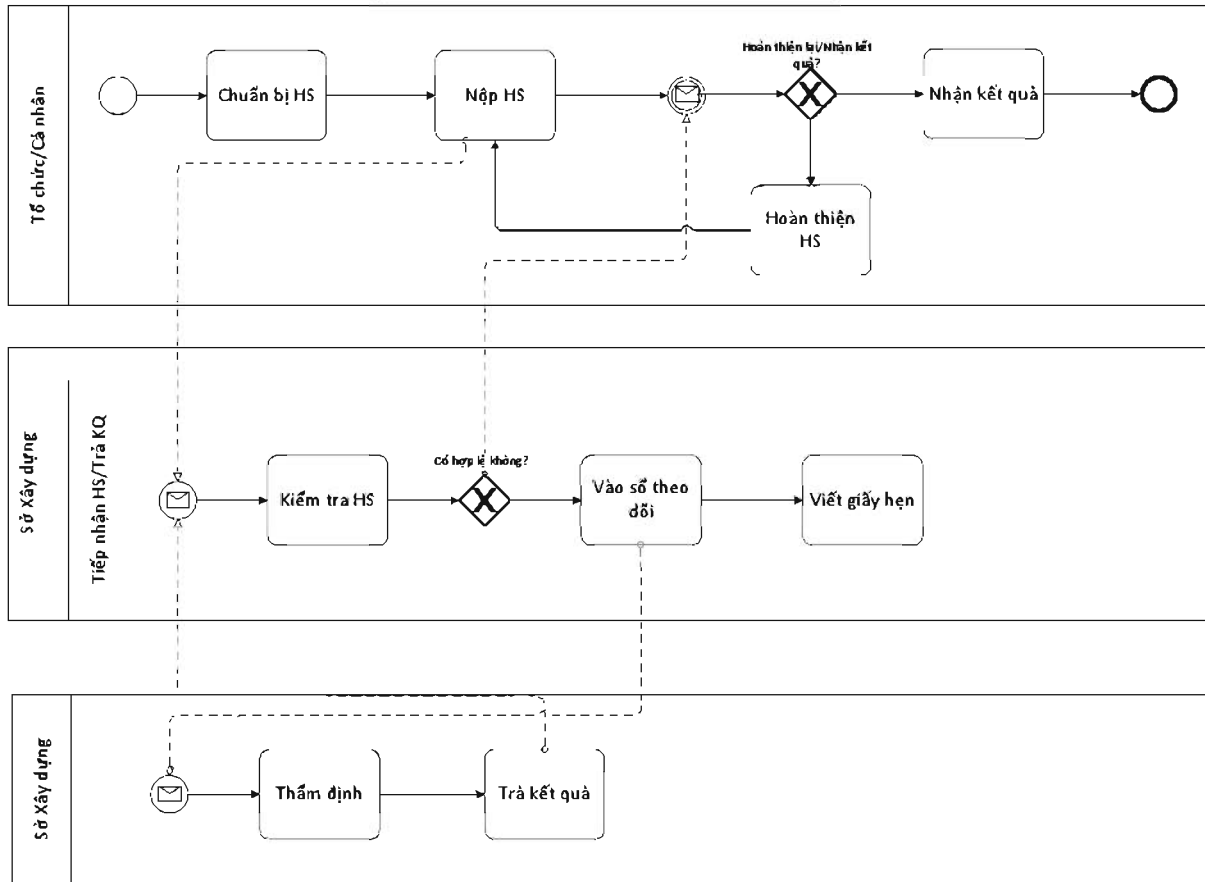 Tổ chức/Cá nhân
Chuẩn bị HS
Nộp HS
Hoàn thiện lại/Nhận kết
quả?
Nhận kết quả
Hoàn thiện
HS
Sở Xây dựng
Tiếp nhận HS/Trả KQ
Kiểm tra HS
Có hợp lệ không?
Vào sổ theo
dõi
Viết giấy hẹn
Sở Xây dựng
Thẩm định
Trả kết quả